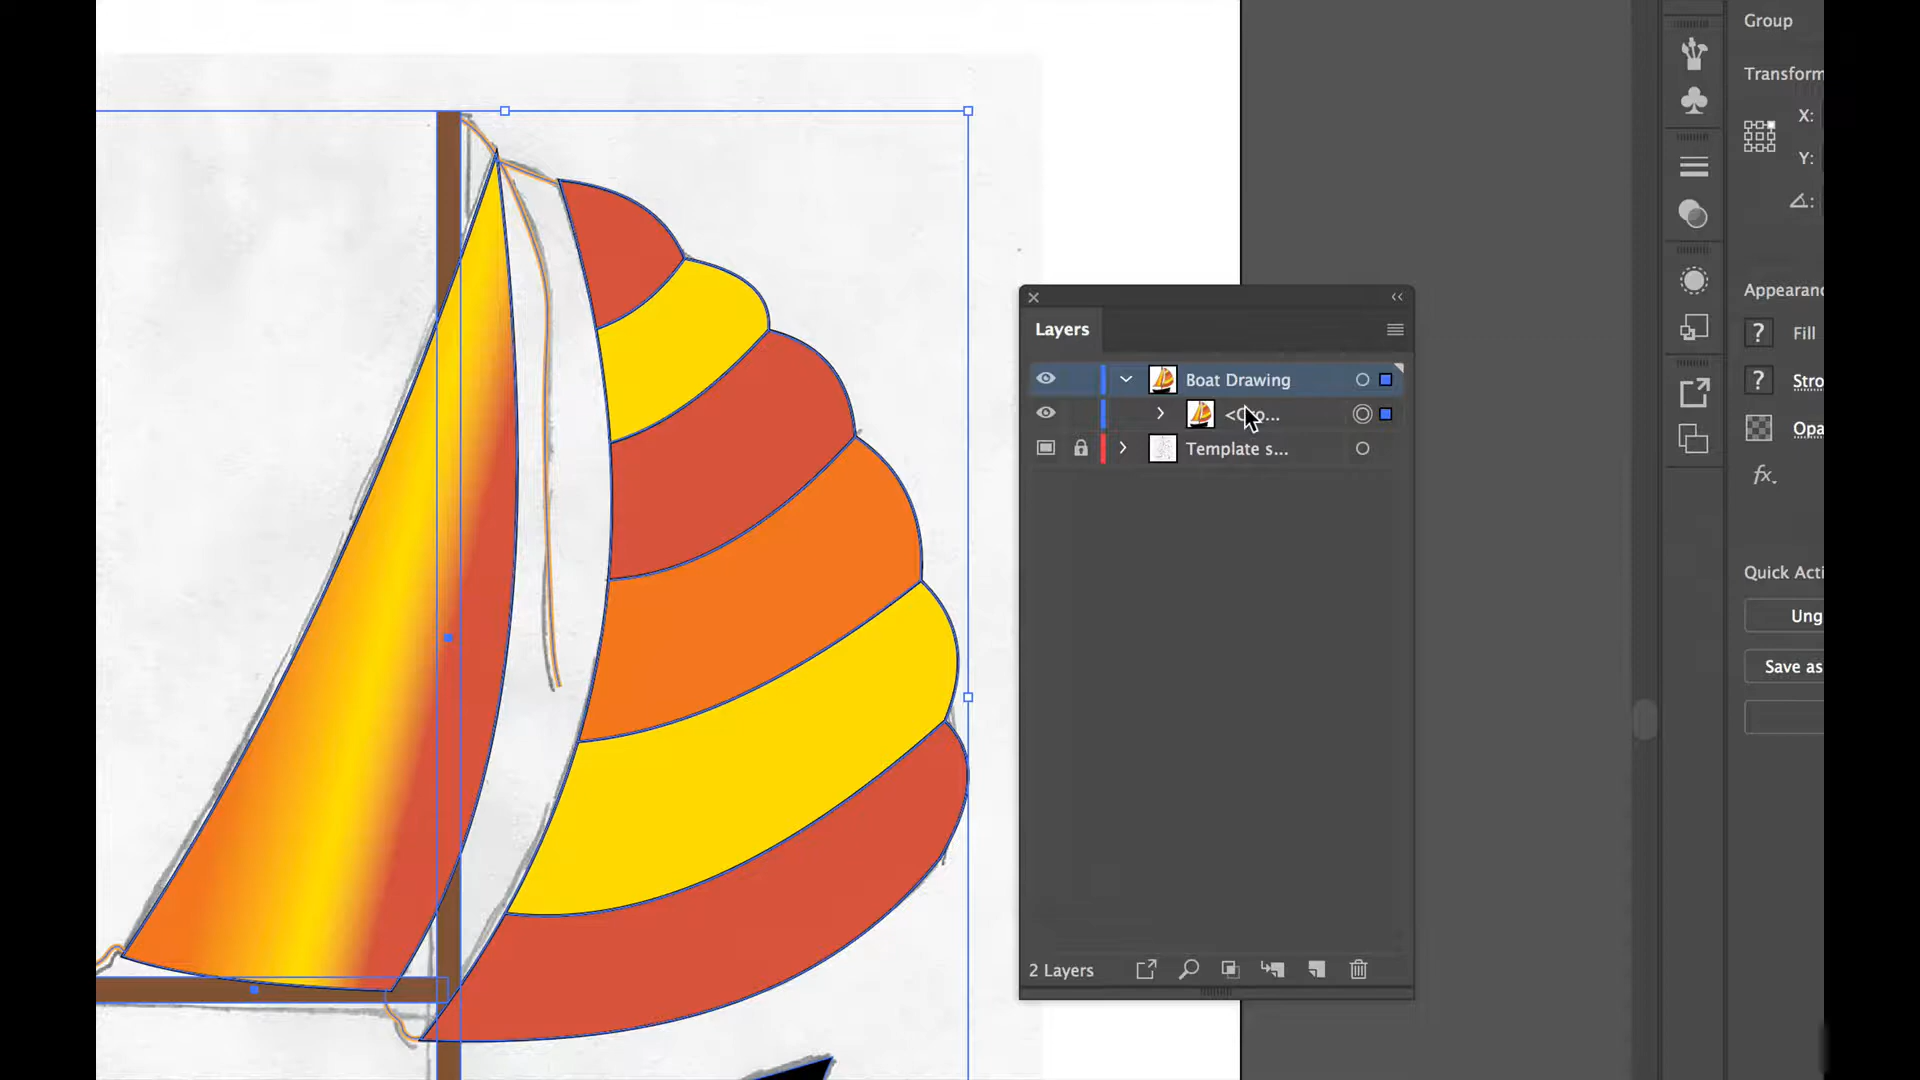 Group
Transform
X:
Y:
Layers
Boat Drawing
Template s...
Appearanc
? Fill
? Stro
Opa
fx.
Quick Acti
Ung
Save as
2 Layers